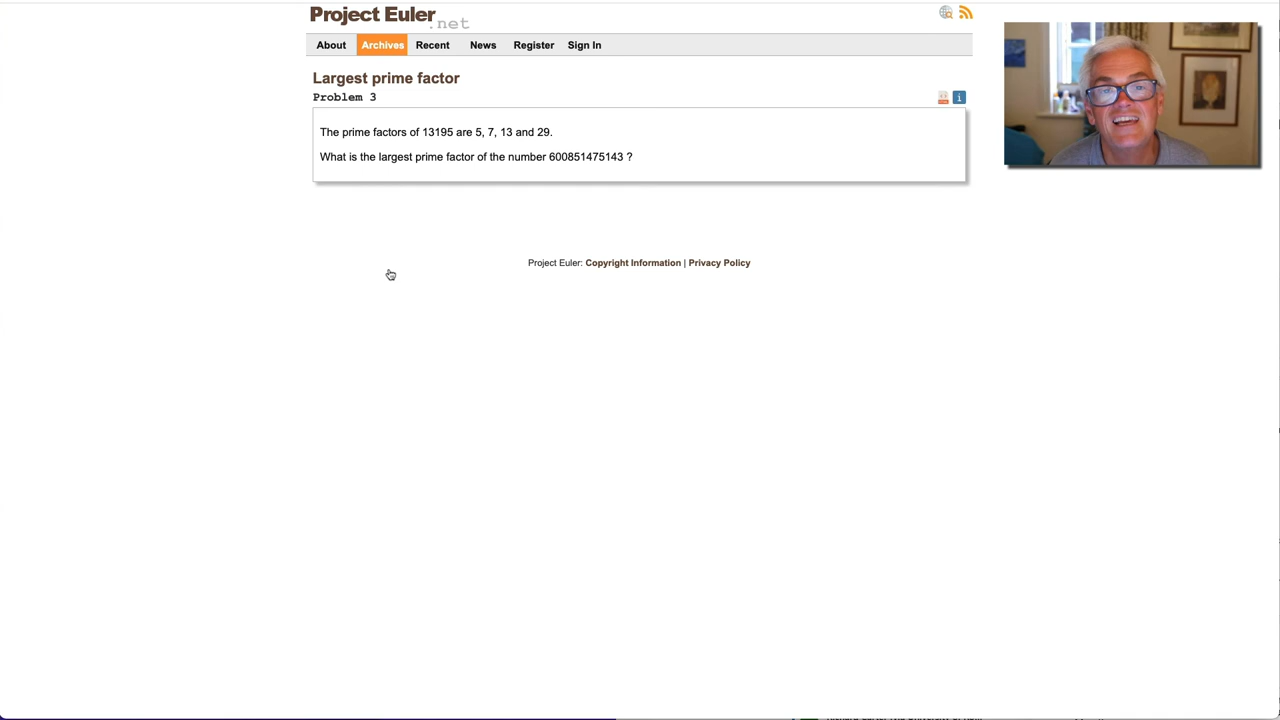 Project Euler
.net
About Archives Recent News Register Sign In
Largest prime factor
Problem 3
i
The prime factors of 13195 are 5, 7, 13 and 29.
What is the largest prime factor of the number 600851475143 ?
Project Euler: Copyright Information | Privacy Policy